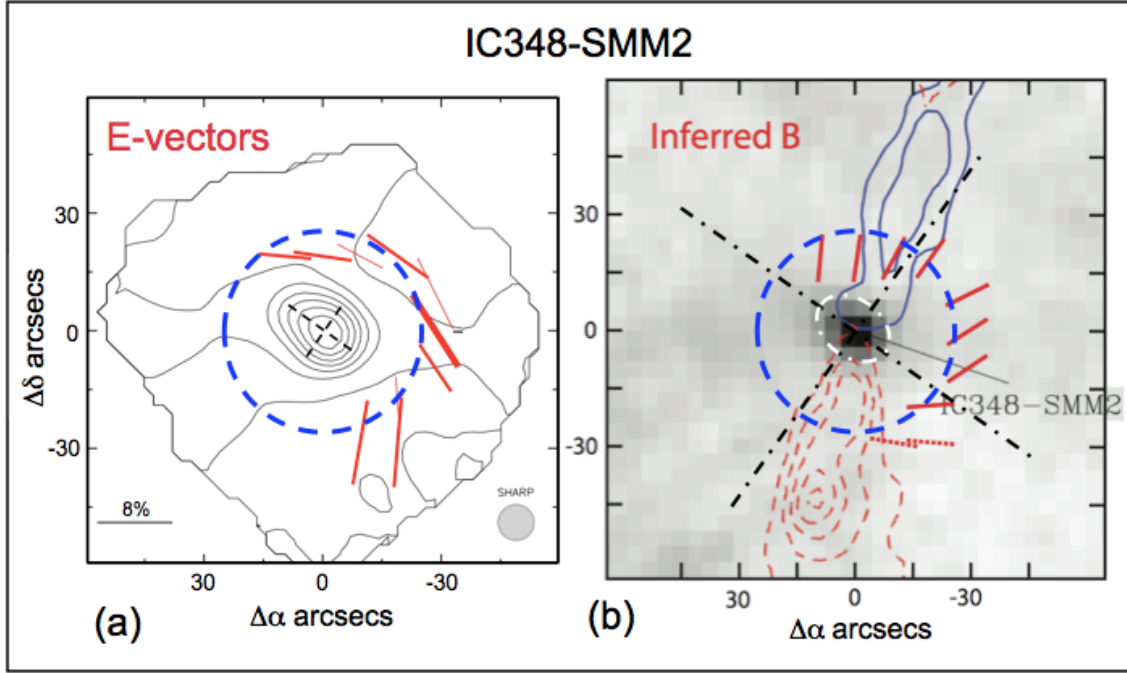 IC348-SMM2
E-vectors
30
0
-30
8%
SHARP
30
0
-30
Δδ arcsecs
Δα arcsecs
(a)
Inferred B
30
0
-30
IC348-SMM2
30
0
-30
Δα arcsecs
(b)